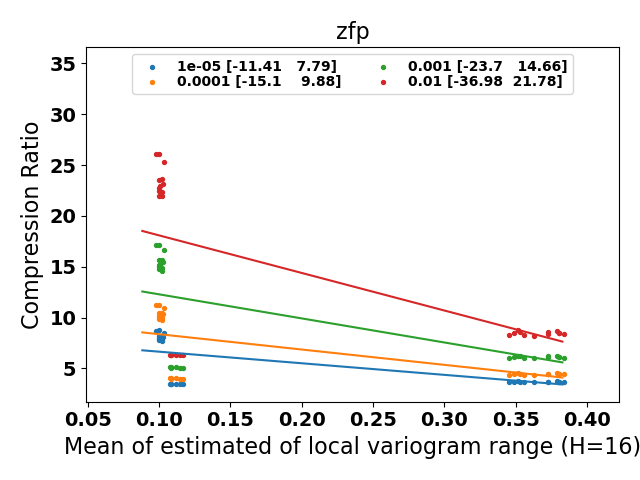 zfp
1e-05 [-11.41 7.79]
0.0001 [-15.1 9.88]
0.001 [-23.7 14.66]
0.01 [-36.98 21.78]
Compression Ratio
35
30
25
20
15
10
5
0.05 0.10 0.15 0.20 0.25 0.30 0.35 0.40
Mean of estimated of local variogram range (H=16)